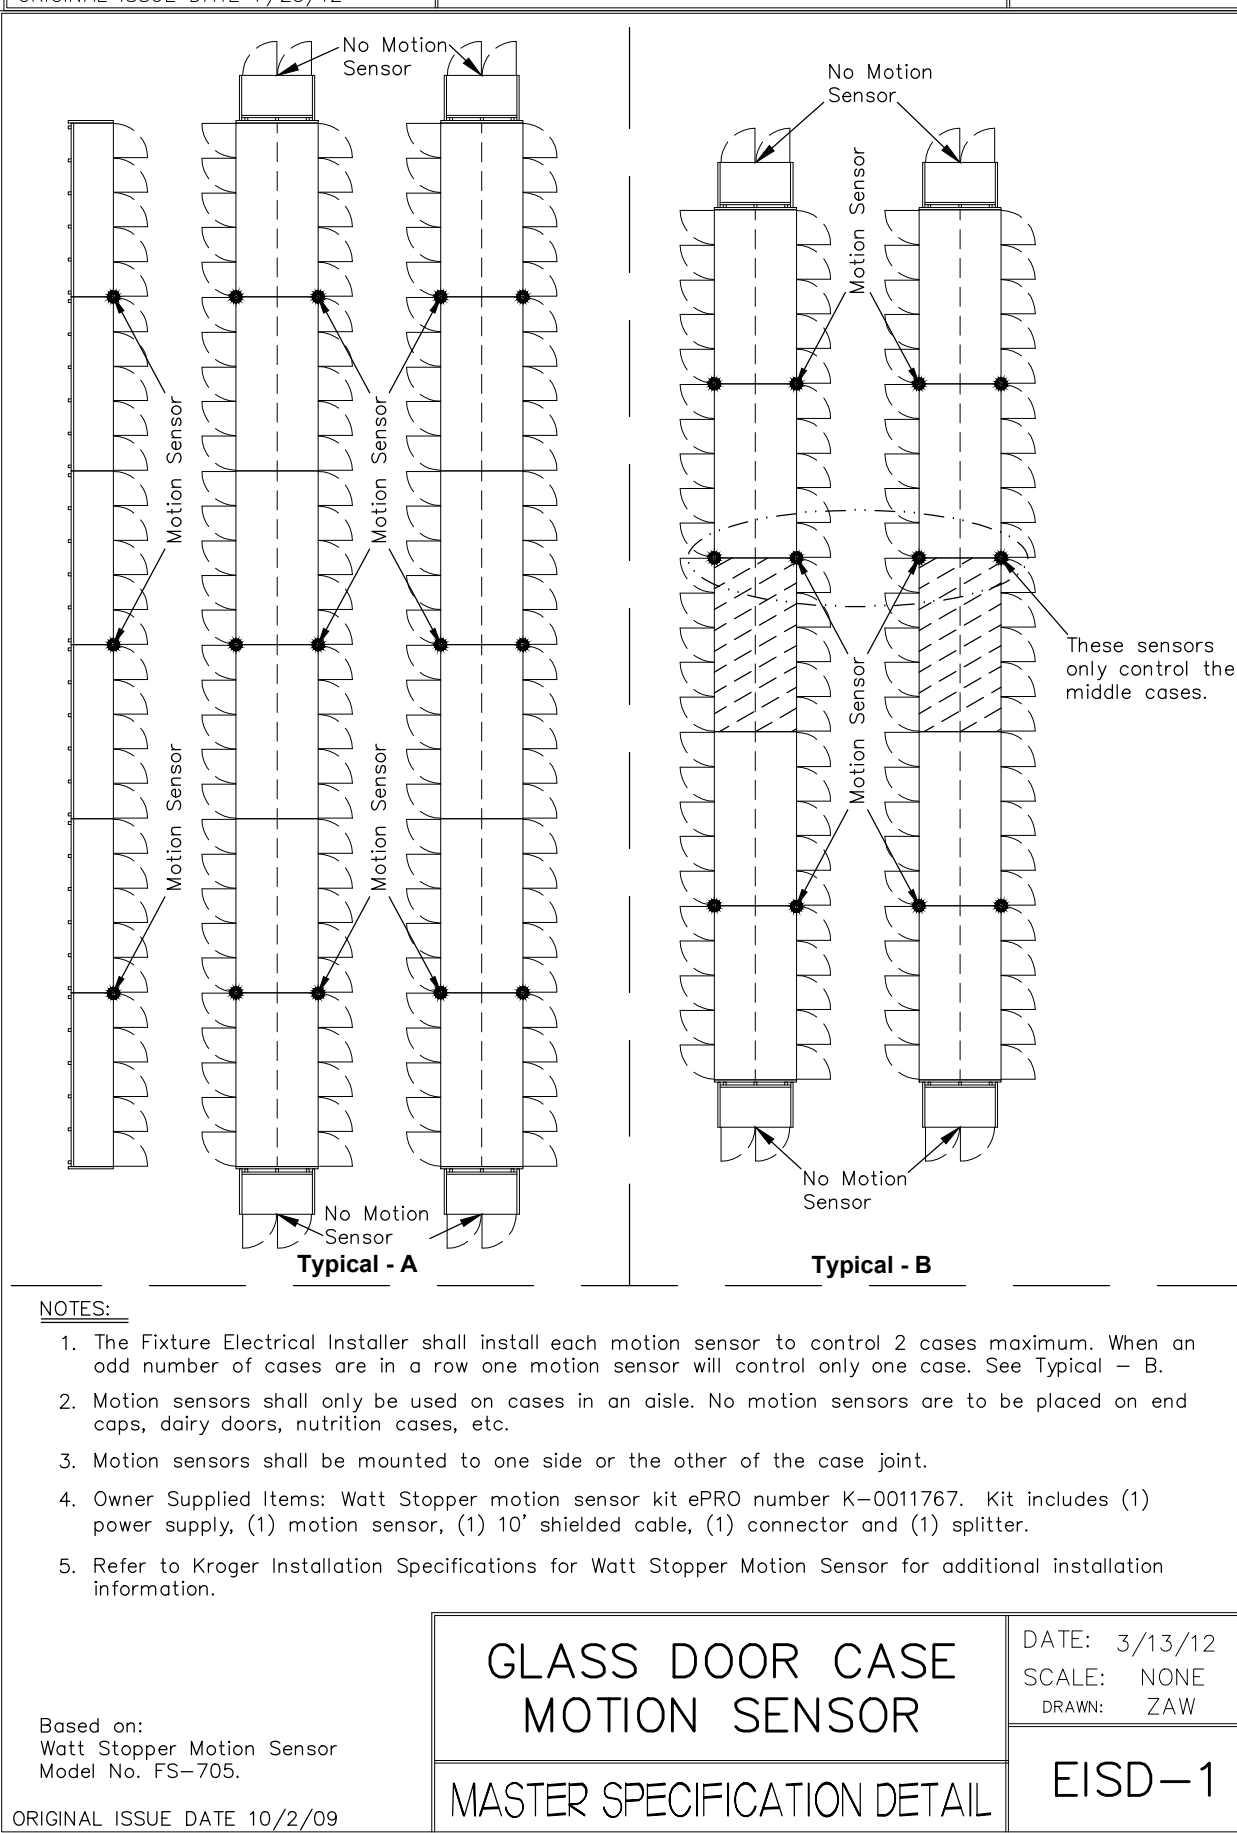 ORIGINAL ISSUE DATE 7/23/12
No Motion
Sensor
Motion Sensor
Motion Sensor
Motion Sensor
Motion Sensor
No Motion
Sensor
Typical - A
No Motion
Sensor
Motion Sensor
Motion Sensor
These sensors
only control the
middle cases.
No Motion
Sensor
Typical - B
NOTES:
1. The Fixture Electrical Installer shall install each motion sensor to control 2 cases maximum. When an
odd number of cases are in a row one motion sensor will control only one case. See Typical – B.
2. Motion sensors shall only be used on cases in an aisle. No motion sensors are to be placed on end
caps, dairy doors, nutrition cases, etc.
3. Motion sensors shall be mounted to one side or the other of the case joint.
4. Owner Supplied Items: Watt Stopper motion sensor kit ePRO number K–0011767. Kit includes (1)
power supply, (1) motion sensor, (1) 10' shielded cable, (1) connector and (1) splitter.
5. Refer to Kroger Installation Specifications for Watt Stopper Motion Sensor for additional installation
information.
Based on:
Watt Stopper Motion Sensor
Model No. FS–705.
ORIGINAL ISSUE DATE 10/2/09
GLASS DOOR CASE
MOTION SENSOR
MASTER SPECIFICATION DETAIL
DATE: 3/13/12
SCALE: NONE
DRAWN: ZAW
EISD–1